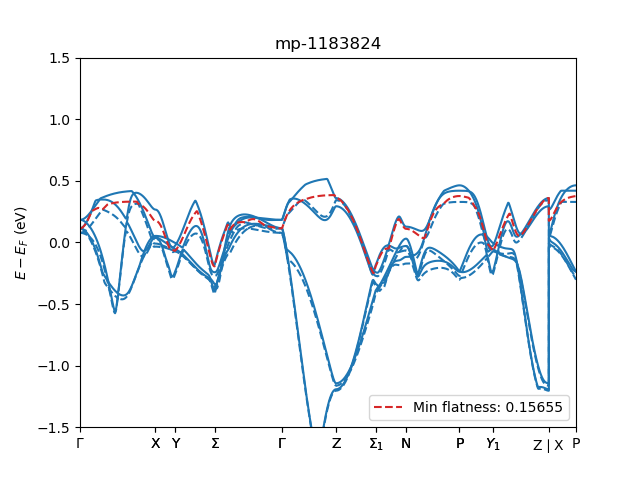 mp-1183824
1.5
1.0
0.5
0.0
−0.5
−1.0
−1.5
E − E_F (eV)
Min flatness: 0.15655
Γ X Y Σ Γ Z Σ₁ N P Y₁ Z | X P